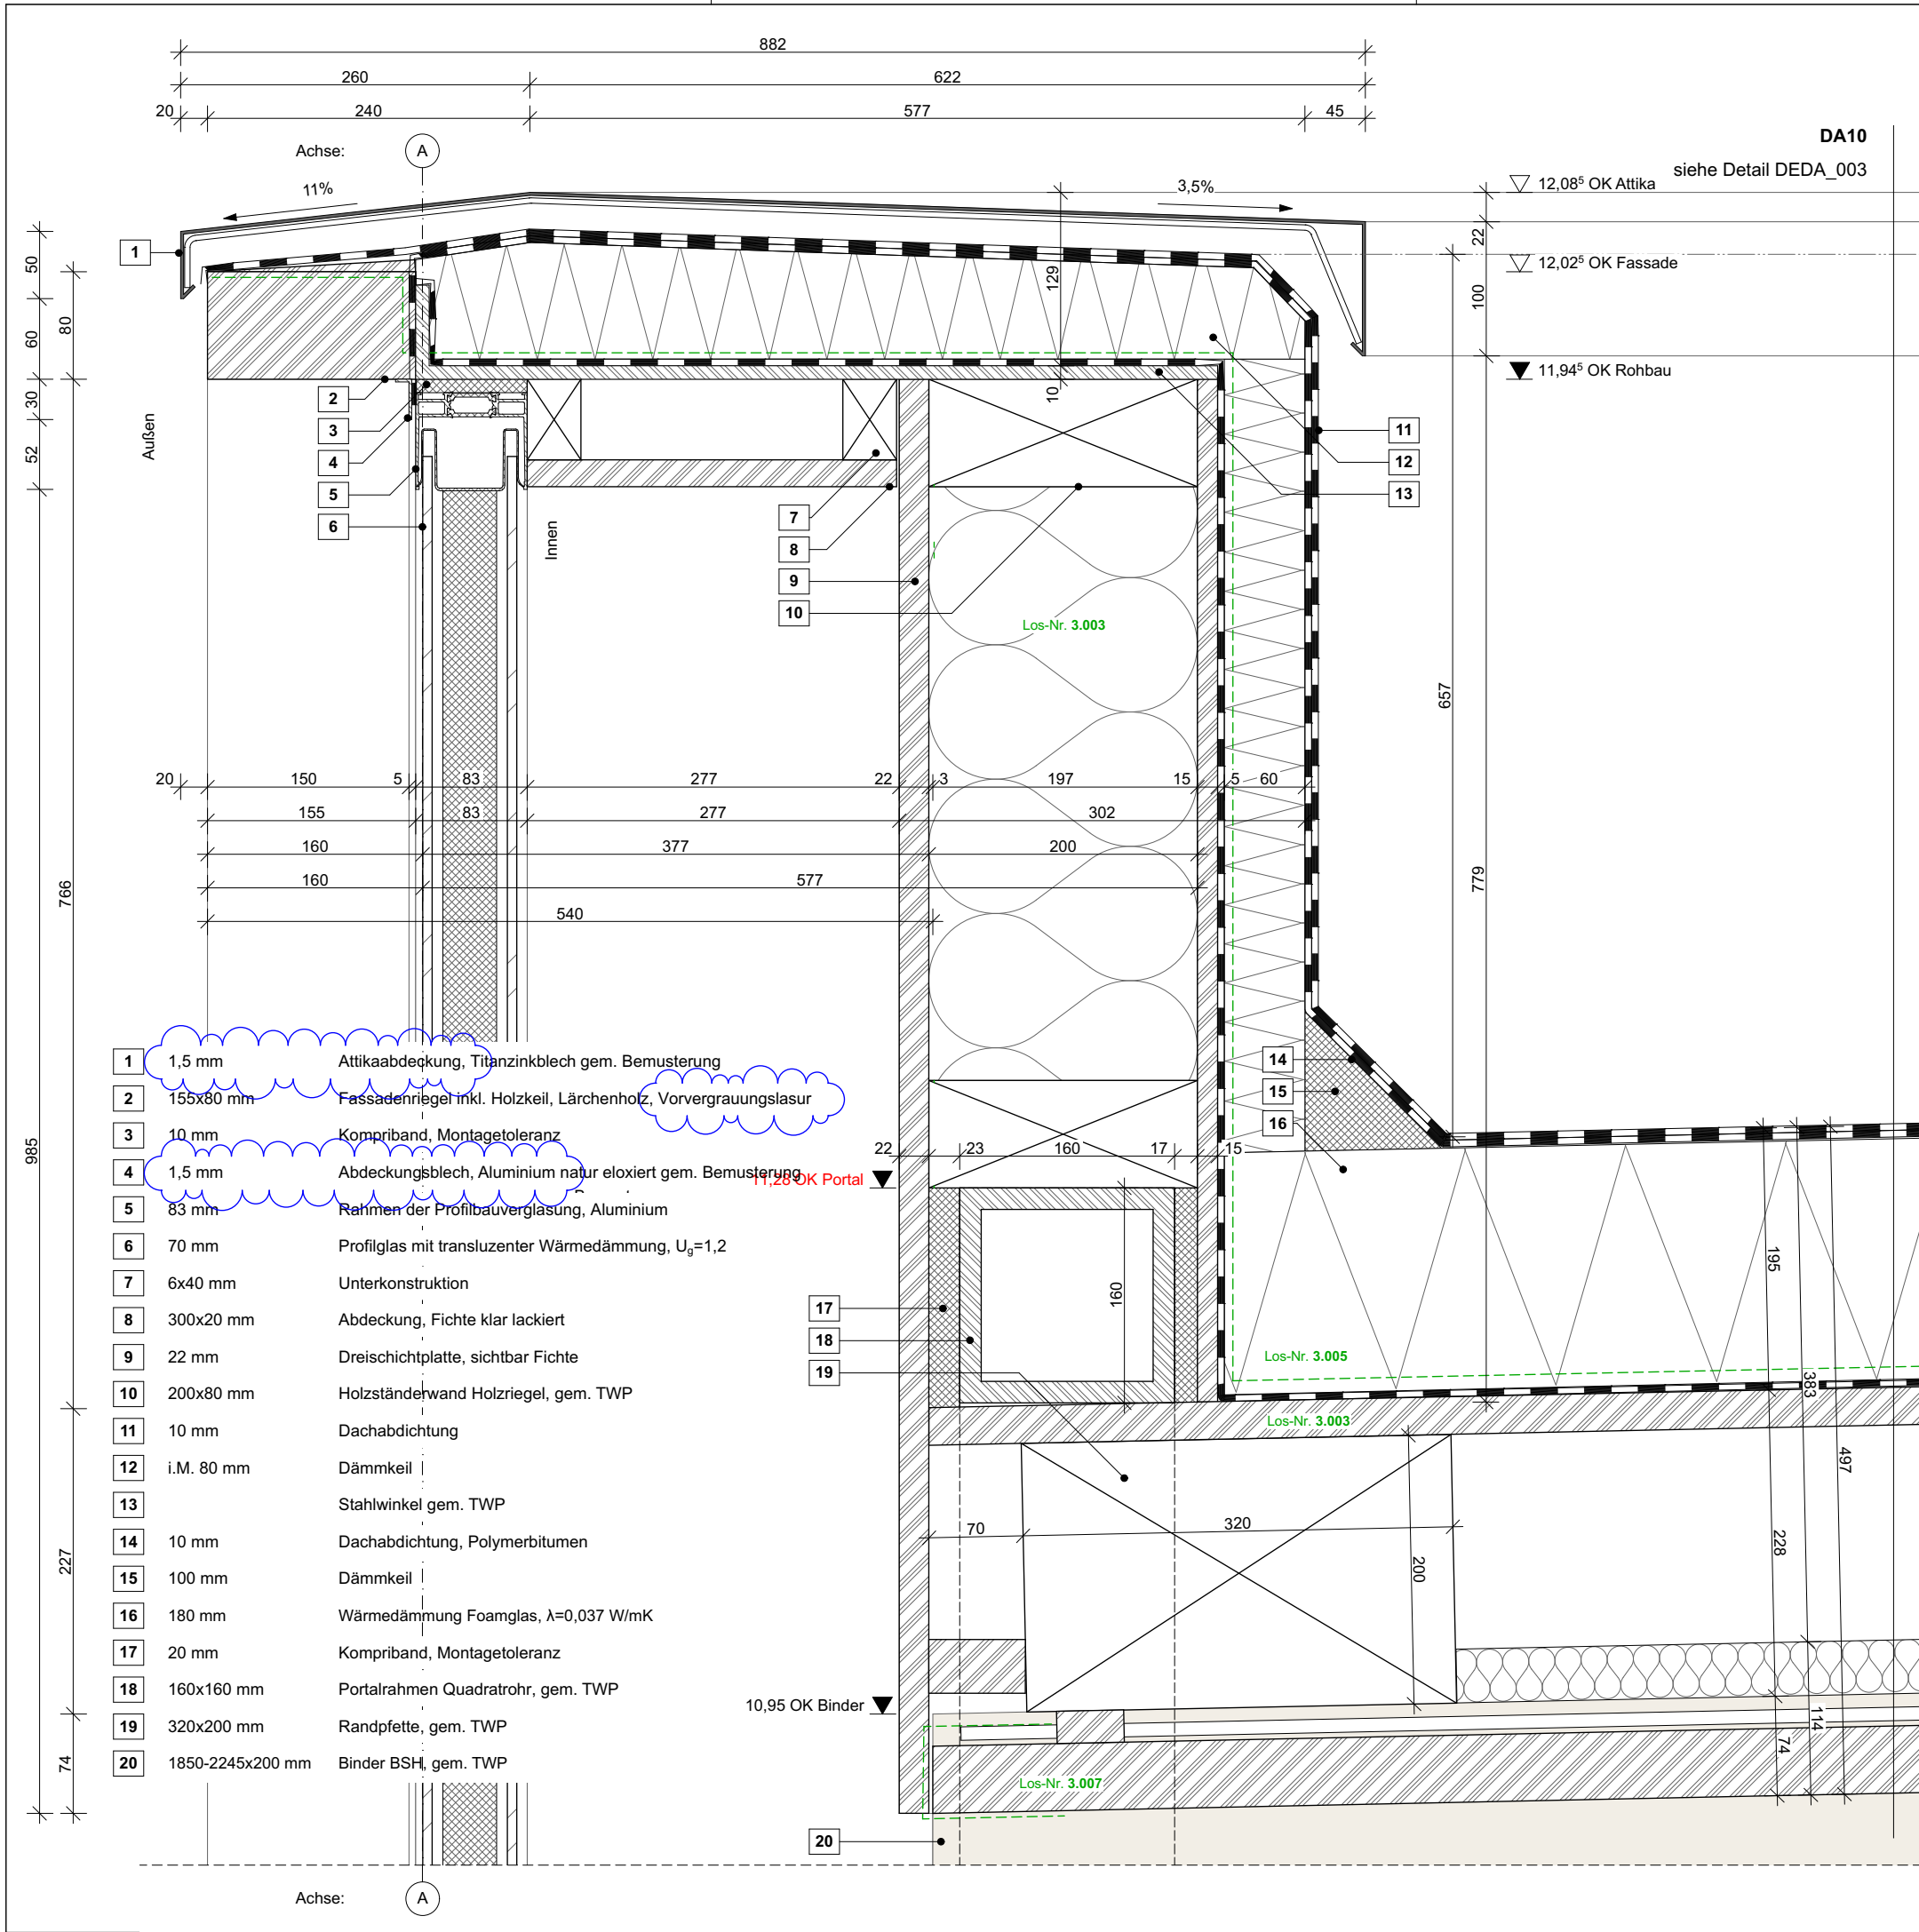 882
260 622
20 240 577 45
Achse: A
DA10
siehe Detail DEDA_003
11% 3,5%
12,08⁵ OK Attika
12,02⁵ OK Fassade
11,94⁵ OK Rohbau
22
100
129
10
657
779
50
60
80
30
52
766
985
227
74
Außen
Innen
1
2
3
4
5
6
7
8
9
10
11
12
13
Los-Nr. 3.003
20 150 5 83 277 22 3 197 15 5 60
155 83 277 302
160 377 200
160 577
540
14
15
16
22 23 160 17 15
11,28 OK Portal
1 1,5 mm Attikaabdeckung, Titanzinkblech gem. Bemusterung
2 155x80 mm Fassadenriegel inkl. Holzkeil, Lärchenholz, Vorvergrauungslasur
3 10 mm Kompriband, Montagetoleranz
4 1,5 mm Abdeckungsblech, Aluminium natur eloxiert gem. Bemusterung
5 83 mm Rahmen der Profilbauverglasung, Aluminium
6 70 mm Profilglas mit transluzenter Wärmedämmung, Ug=1,2
7 6x40 mm Unterkonstruktion
8 300x20 mm Abdeckung, Fichte klar lackiert
9 22 mm Dreischichtplatte, sichtbar Fichte
10 200x80 mm Holzständerwand Holzriegel, gem. TWP
11 10 mm Dachabdichtung
12 i.M. 80 mm Dämmkeil
13 Stahlwinkel gem. TWP
14 10 mm Dachabdichtung, Polymerbitumen
15 100 mm Dämmkeil
16 180 mm Wärmedämmung Foamglas, λ=0,037 W/mK
17 20 mm Kompriband, Montagetoleranz
18 160x160 mm Portalrahmen Quadratrohr, gem. TWP
19 320x200 mm Randpfette, gem. TWP
20 1850-2245x200 mm Binder BSH, gem. TWP
17
18
19
160
Los-Nr. 3.005
Los-Nr. 3.003
195
383
497
70 320
200
228
114
74
10,95 OK Binder
Los-Nr. 3.007
20
Achse: A